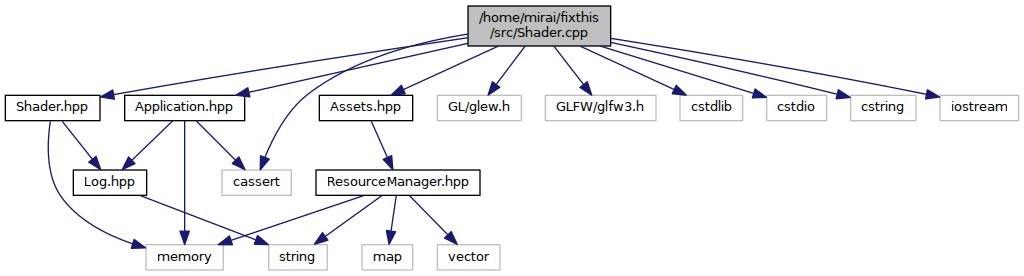 /home/mirai/fixthis
/src/Shader.cpp
Shader.hpp
Application.hpp
Assets.hpp
GL/glew.h
GLFW/glfw3.h
cstdlib
cstdio
cstring
iostream
Log.hpp
cassert
ResourceManager.hpp
memory
string
map
vector